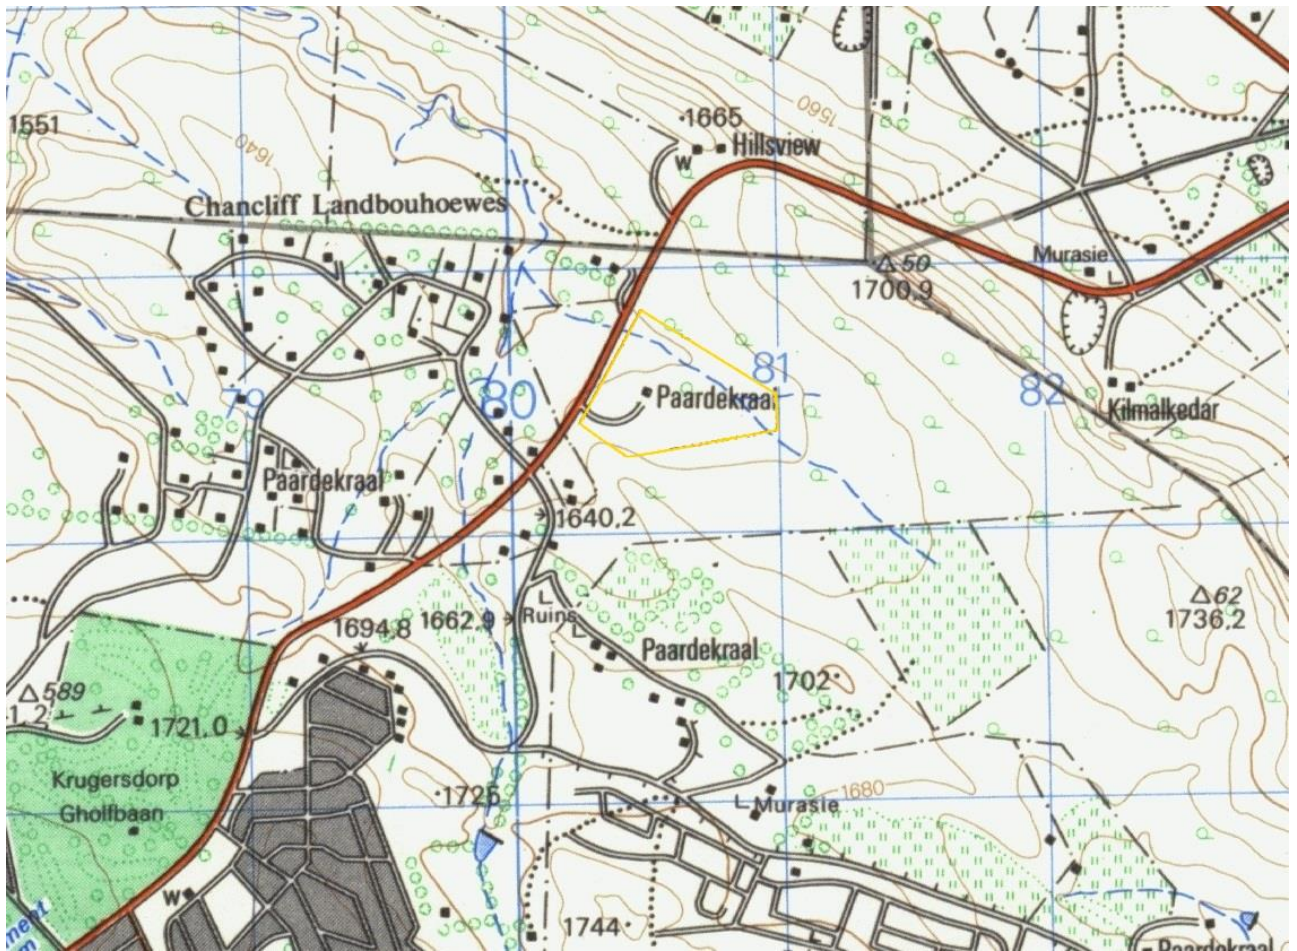 1551
1640
1665
W
Hillsview
1560
Chancliff Landbouhoewes
50
1700,9
Murasie
79
80
81
82
Paardekraal
Kilmalkedar
Paardekraal
1640,2
Ruins
1662,9
1694,8
Paardekraal
62
1736,2
1702
589
1,2
1721,0
Krugersdorp
Gholfbaan
1725
Murasie
1680
W
1744
Paardekraal